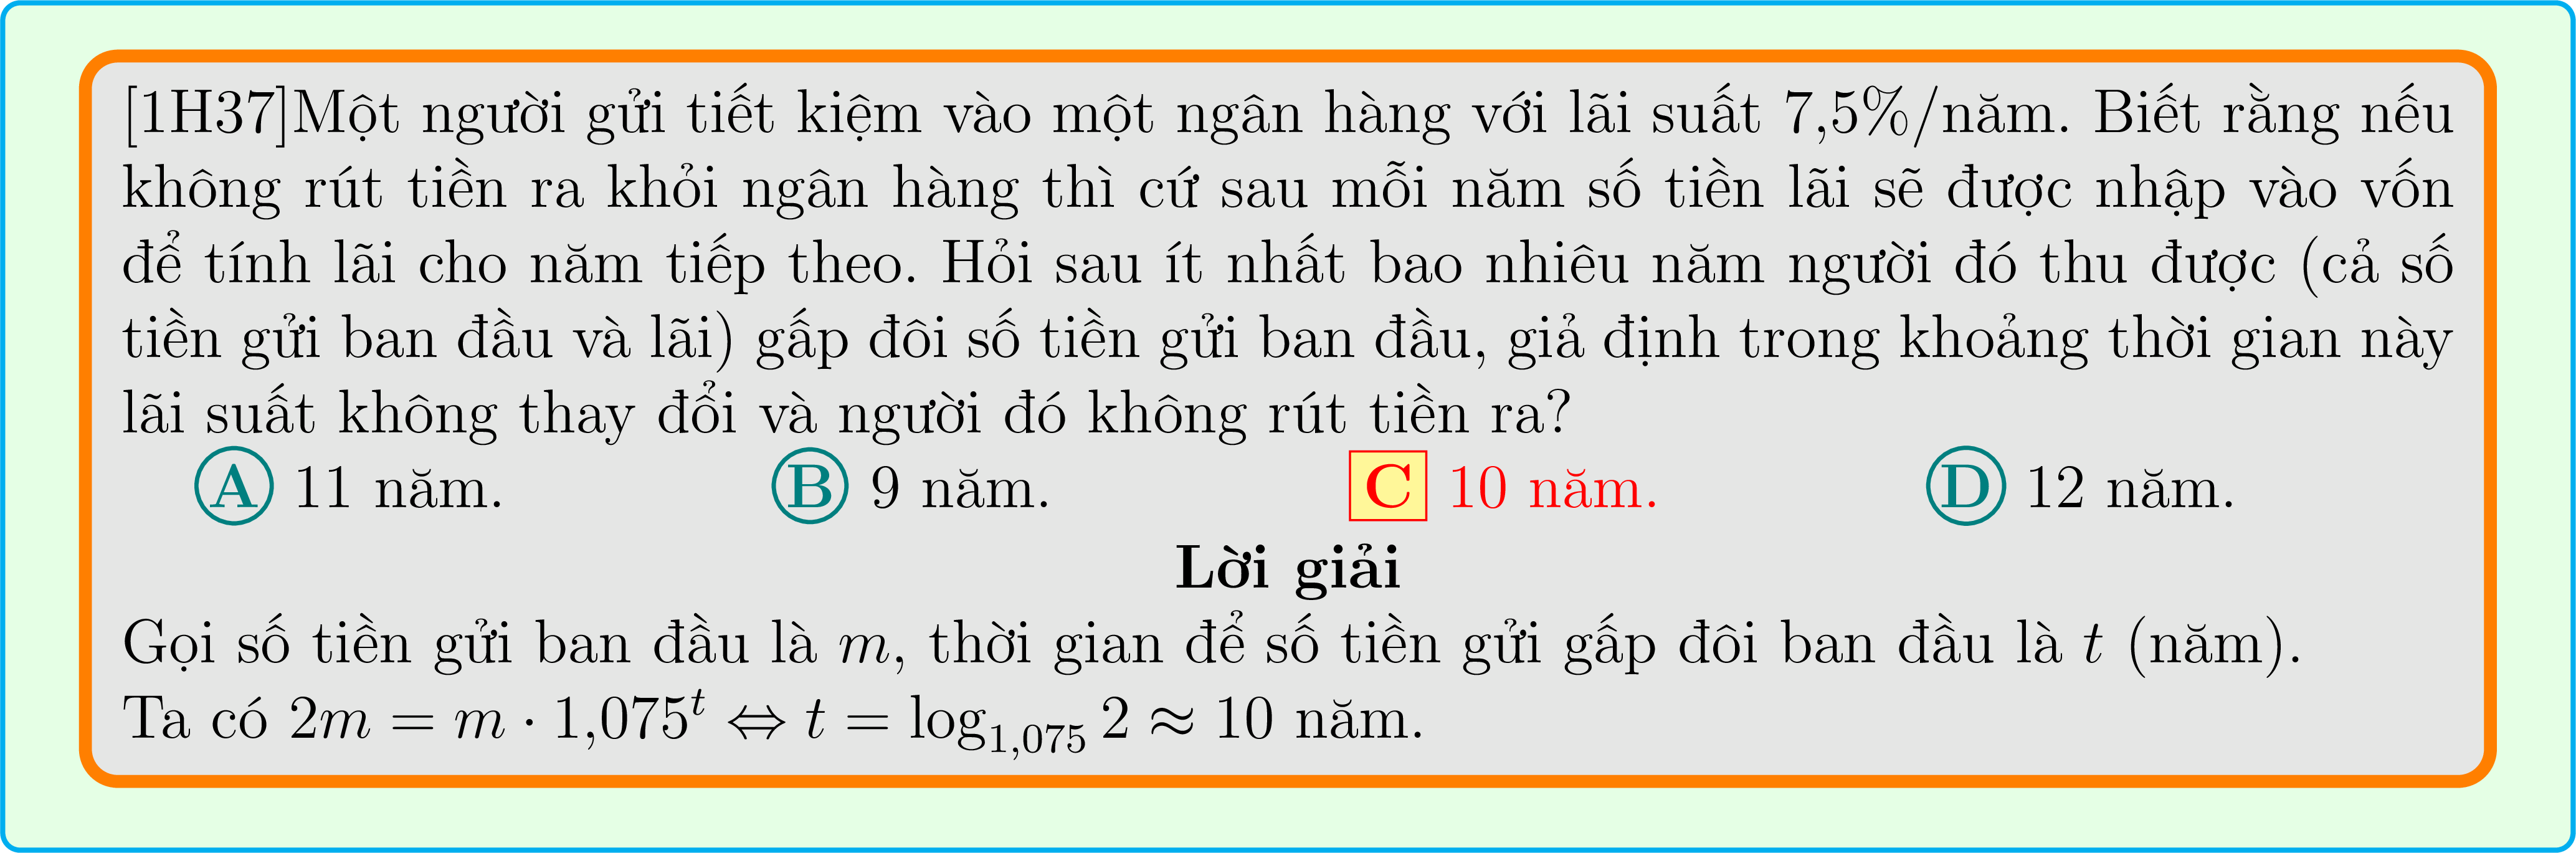 [1H37]Một người gửi tiết kiệm vào một ngân hàng với lãi suất 7,5%/năm. Biết rằng nếu
không rút tiền ra khỏi ngân hàng thì cứ sau mỗi năm số tiền lãi sẽ được nhập vào vốn
để tính lãi cho năm tiếp theo. Hỏi sau ít nhất bao nhiêu năm người đó thu được (cả số
tiền gửi ban đầu và lãi) gấp đôi số tiền gửi ban đầu, giả định trong khoảng thời gian này
lãi suất không thay đổi và người đó không rút tiền ra?
A 11 năm. B 9 năm. C 10 năm. D 12 năm.
Lời giải
Gọi số tiền gửi ban đầu là m, thời gian để số tiền gửi gấp đôi ban đầu là t (năm).
Ta có 2m = m · 1,075^t ⇔ t = log_{1,075} 2 ≈ 10 năm.